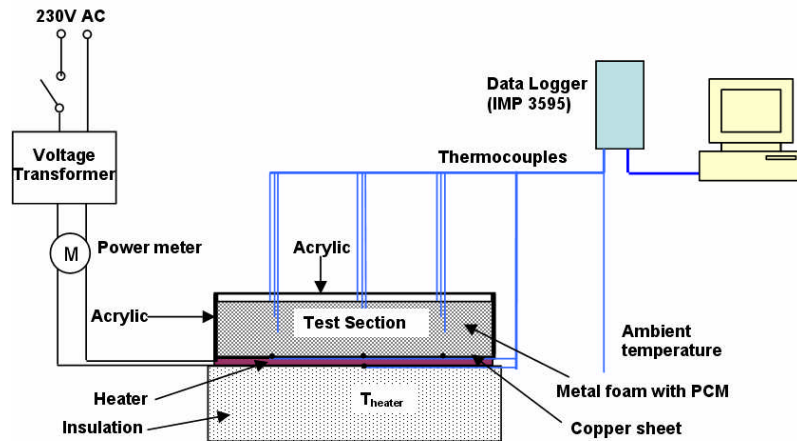 230V AC
Data Logger
(IMP 3595)
Voltage
Transformer
Thermocouples
M
Power meter
Acrylic
Acrylic
Test Section
Ambient
temperature
Heater
Theater
Metal foam with PCM
Insulation
Copper sheet